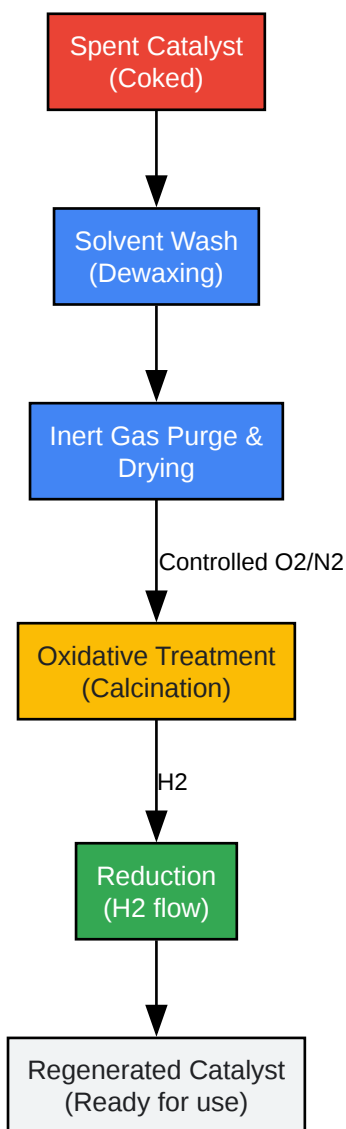 Spent Catalyst
(Coked)
Solvent Wash
(Dewaxing)
Inert Gas Purge &
Drying
Controlled O2/N2
Oxidative Treatment
(Calcination)
H2
Reduction
(H2 flow)
Regenerated Catalyst
(Ready for use)